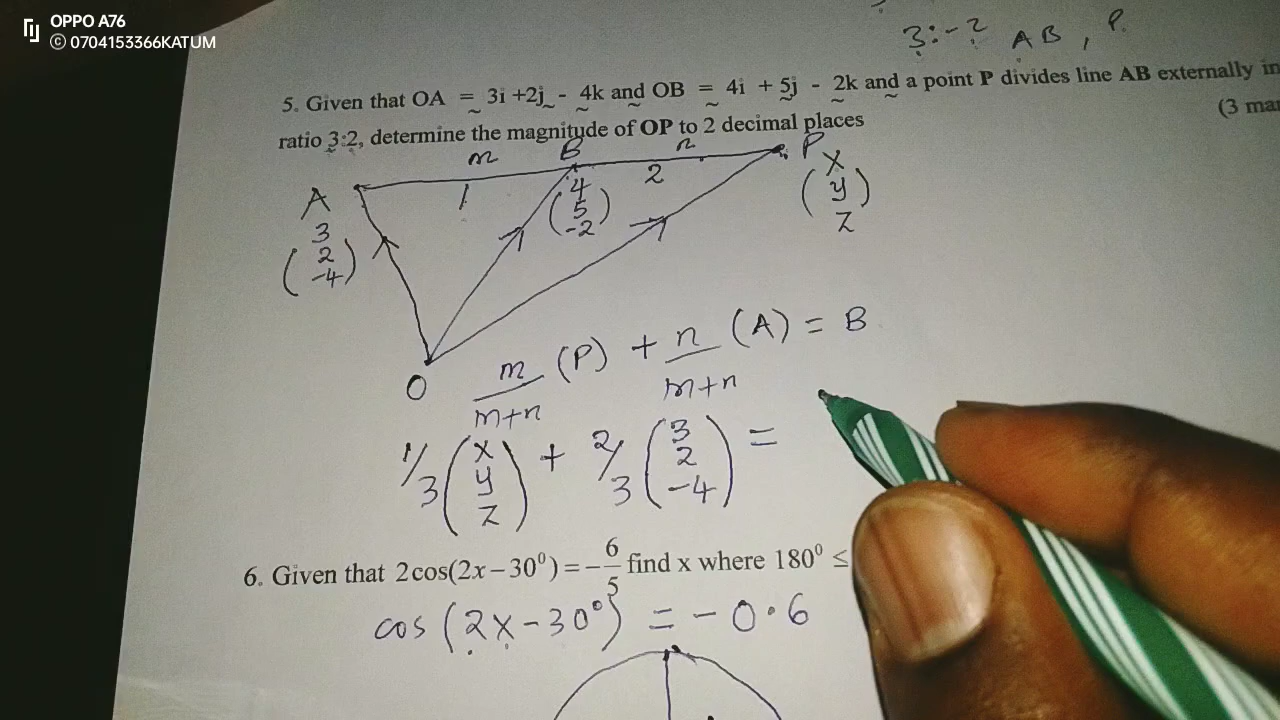 OPPO A76
© 0704153366KATUM
3:-2 AB, P
5. Given that OA = 3i +2j - 4k and OB = 4i + 5j - 2k and a point P divides line AB externally in
ratio 3:2, determine the magnitude of OP to 2 decimal places
(3 mar
m B n P
A 1 2
(3 2 -4) (4 5 -2) (x y z)
O
m/m+n (P) + n/m+n (A) = B
1/3 (x y z) + 2/3 (3 2 -4) =
6. Given that 2cos(2x−30⁰)=−6/5 find x where 180⁰ ≤
cos (2x-30°) = -0.6